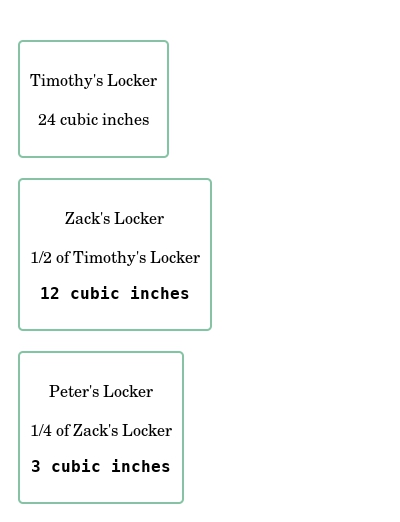 Timothy's Locker
24 cubic inches
Zack's Locker
1/2 of Timothy's Locker
12 cubic inches
Peter's Locker
1/4 of Zack's Locker
3 cubic inches